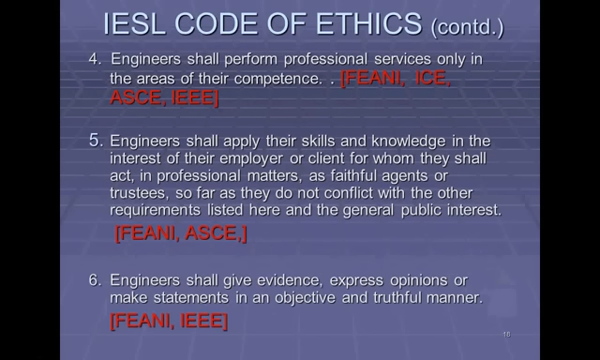 IESL CODE OF ETHICS (contd.)
4. Engineers shall perform professional services only in
the areas of their competence. . [FEANI, ICE,
ASCE, IEEE]
5. Engineers shall apply their skills and knowledge in the
interest of their employer or client for whom they shall
act, in professional matters, as faithful agents or
trustees, so far as they do not conflict with the other
requirements listed here and the general public interest.
[FEANI, ASCE,]
6. Engineers shall give evidence, express opinions or
make statements in an objective and truthful manner.
[FEANI, IEEE]
16